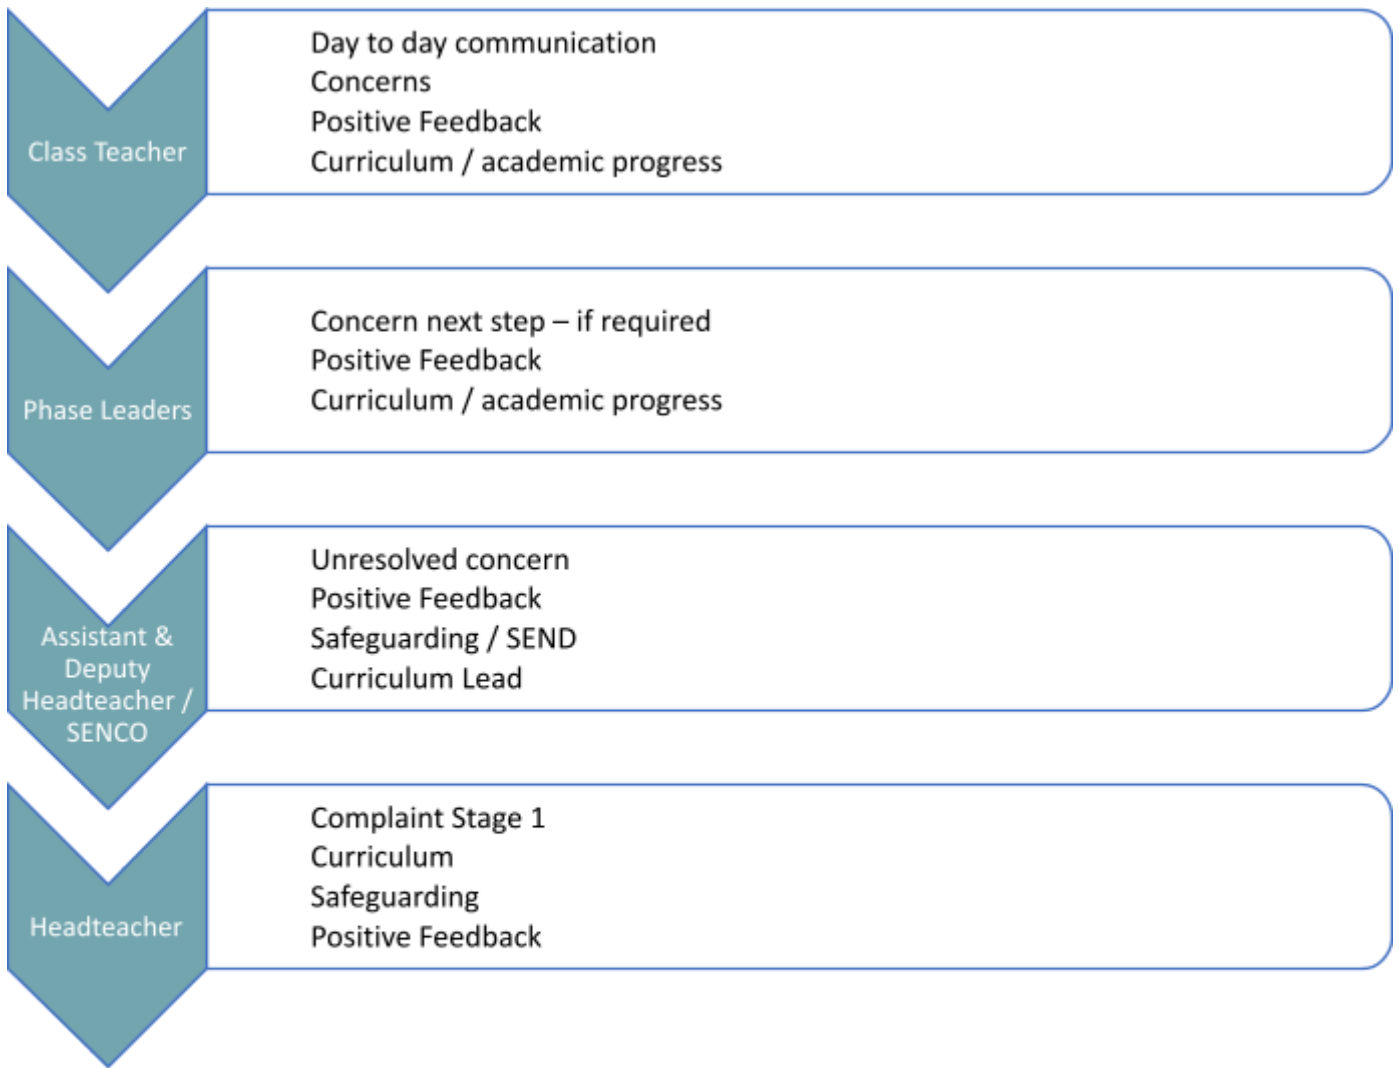 Class Teacher
Day to day communication
Concerns
Positive Feedback
Curriculum / academic progress
Phase Leaders
Concern next step – if required
Positive Feedback
Curriculum / academic progress
Assistant &
Deputy
Headteacher /
SENCO
Unresolved concern
Positive Feedback
Safeguarding / SEND
Curriculum Lead
Headteacher
Complaint Stage 1
Curriculum
Safeguarding
Positive Feedback